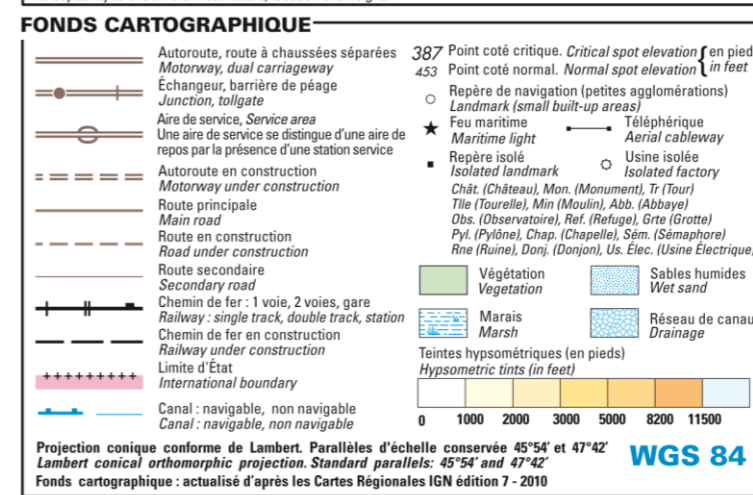 FONDS CARTOGRAPHIQUE
Autoroute, route à chaussées séparées
Motorway, dual carriageway
Échangeur, barrière de péage
Junction, tollgate
Aire de service, Service area
Une aire de service se distingue d'une aire de
repos par la présence d'une station service
Autoroute en construction
Motorway under construction
Route principale
Main road
Route en construction
Road under construction
Route secondaire
Secondary road
Chemin de fer : 1 voie, 2 voies, gare
Railway : single track, double track, station
Chemin de fer en construction
Railway under construction
Limite d'État
International boundary
Canal : navigable, non navigable
Canal : navigable, non navigable
387 Point coté critique. Critical spot elevation { en pied
453 Point coté normal. Normal spot elevation in feet
Repère de navigation (petites agglomérations)
Landmark (small built-up areas)
Feu maritime
Maritime light
Téléphérique
Aerial cableway
Repère isolé
Isolated landmark
Usine isolée
Isolated factory
Chât. (Château), Mon. (Monument), Tr (Tour)
Tlle (Tourelle), Min (Moulin), Abb. (Abbaye)
Obs. (Observatoire), Ref. (Refuge), Grte (Grotte)
Pyl. (Pylône), Chap. (Chapelle), Sém. (Sémaphore)
Rne (Ruine), Donj. (Donjon), Us. Élec. (Usine Électrique)
Végétation
Vegetation
Sables humides
Wet sand
Marais
Marsh
Réseau de canau
Drainage
Teintes hypsométriques (en pieds)
Hypsometric tints (in feet)
0 1000 2000 3000 5000 8200 11500
Projection conique conforme de Lambert. Parallèles d'échelle conservée 45°54' et 47°42'
Lambert conical orthomorphic projection. Standard parallels: 45°54' and 47°42'
Fonds cartographique : actualisé d'après les Cartes Régionales IGN édition 7 - 2010
WGS 84